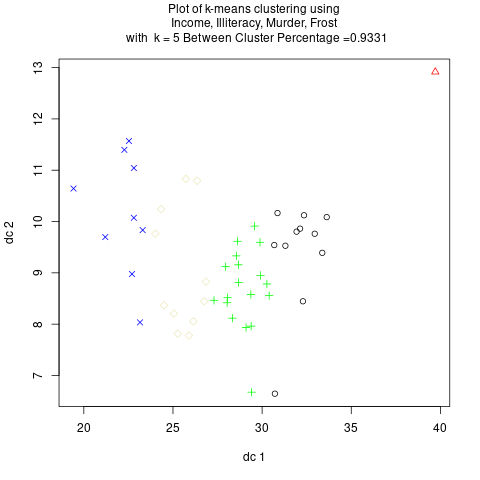 Plot of k-means clustering using
Income, Illiteracy, Murder, Frost
with k = 5 Between Cluster Percentage =0.9331
13
12
11
10
9
8
7
dc 2
20
25
30
35
40
dc 1